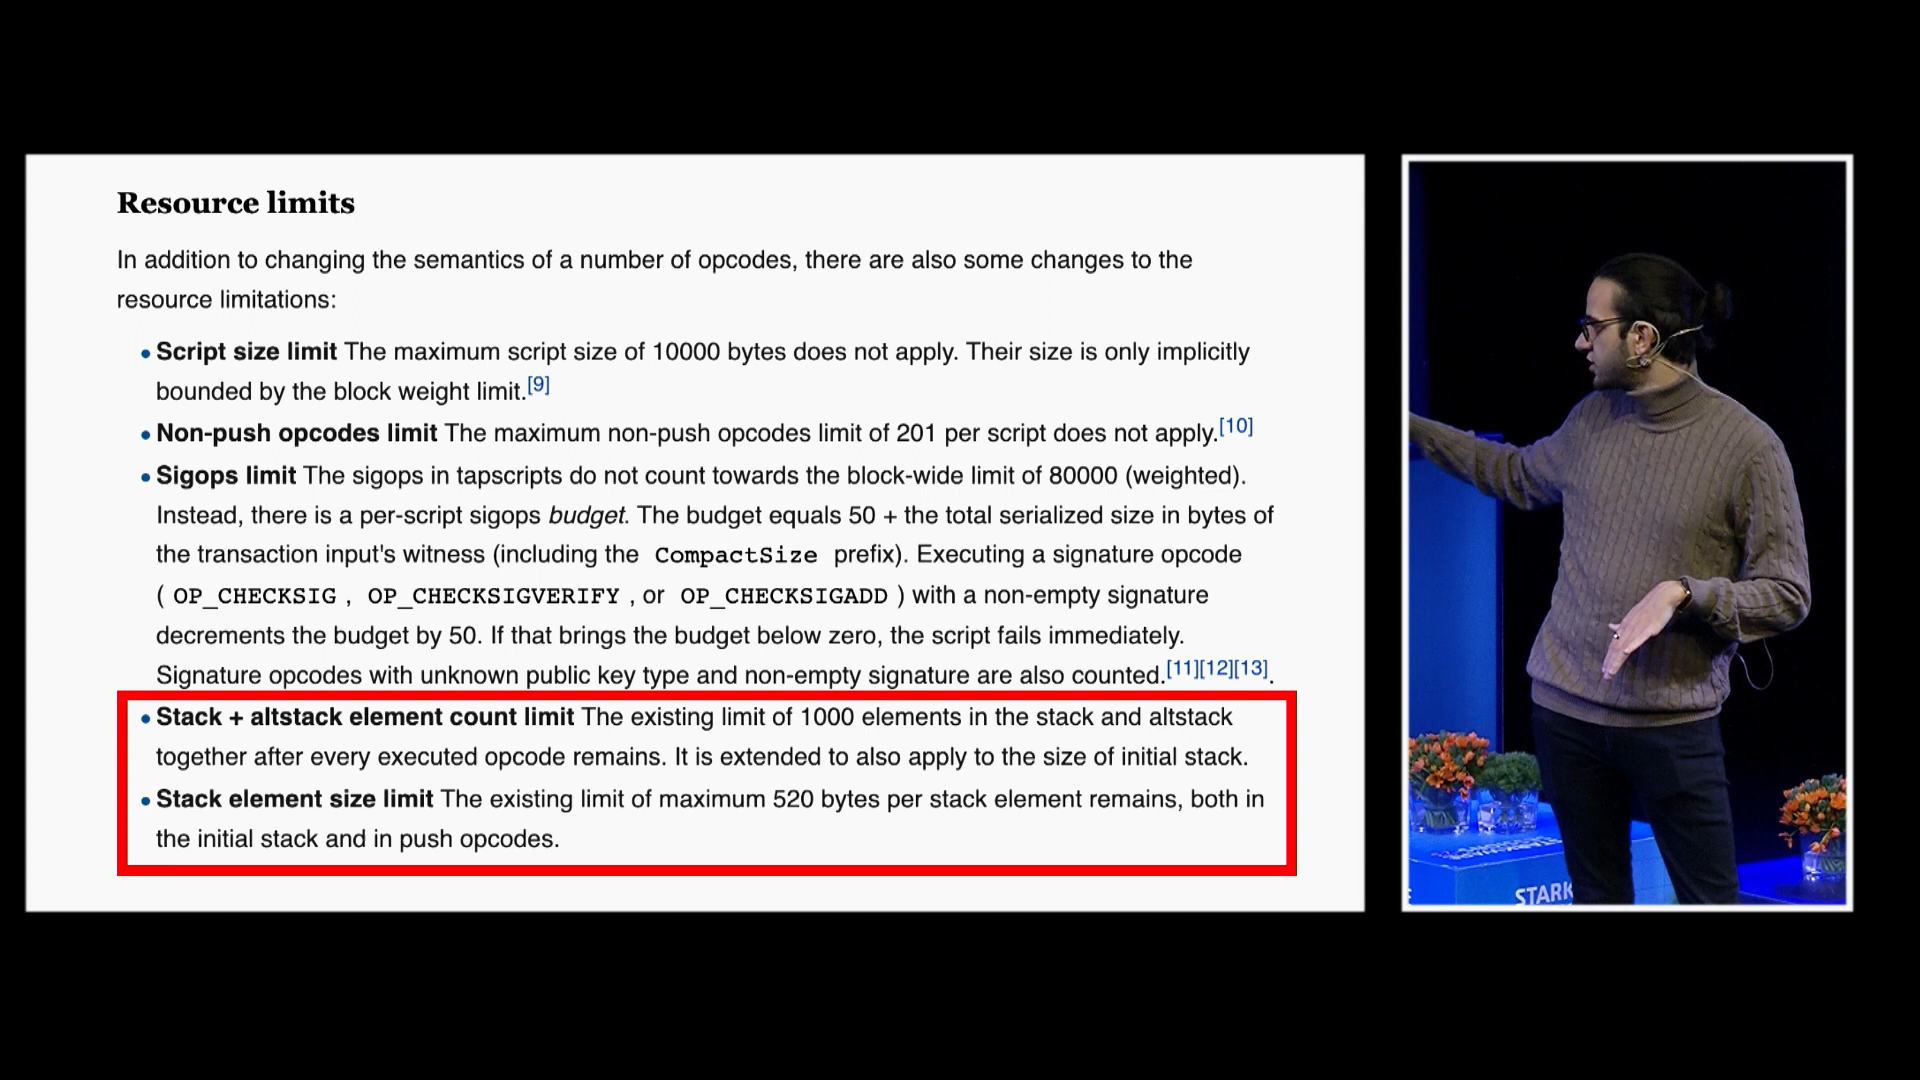 Resource limits
In addition to changing the semantics of a number of opcodes, there are also some changes to the
resource limitations:
• Script size limit The maximum script size of 10000 bytes does not apply. Their size is only implicitly
bounded by the block weight limit.[9]
• Non-push opcodes limit The maximum non-push opcodes limit of 201 per script does not apply.[10]
• Sigops limit The sigops in tapscripts do not count towards the block-wide limit of 80000 (weighted).
Instead, there is a per-script sigops budget. The budget equals 50 + the total serialized size in bytes of
the transaction input's witness (including the CompactSize prefix). Executing a signature opcode
( OP_CHECKSIG , OP_CHECKSIGVERIFY , or OP_CHECKSIGADD ) with a non-empty signature
decrements the budget by 50. If that brings the budget below zero, the script fails immediately.
Signature opcodes with unknown public key type and non-empty signature are also counted.[11][12][13].
• Stack + altstack element count limit The existing limit of 1000 elements in the stack and altstack
together after every executed opcode remains. It is extended to also apply to the size of initial stack.
• Stack element size limit The existing limit of maximum 520 bytes per stack element remains, both in
the initial stack and in push opcodes.
STARK